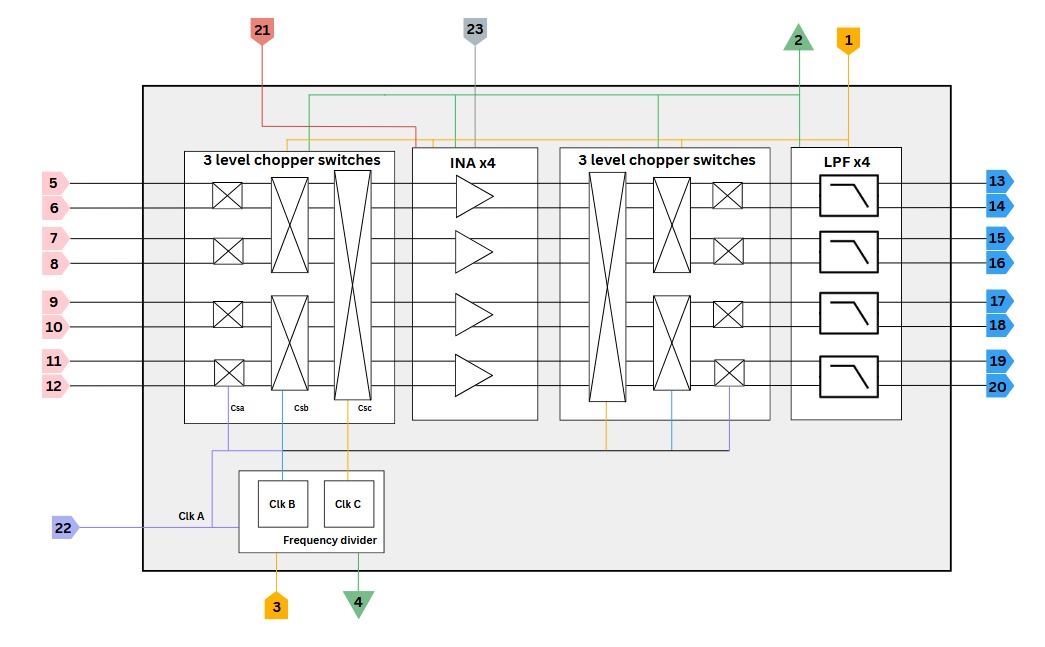 21
23
2
1
3 level chopper switches
INA x4
3 level chopper switches
LPF x4
5
6
7
8
9
10
11
12
13
14
15
16
17
18
19
20
Csa
Csb
Csc
Clk A
22
Clk B
Clk C
Frequency divider
3
4